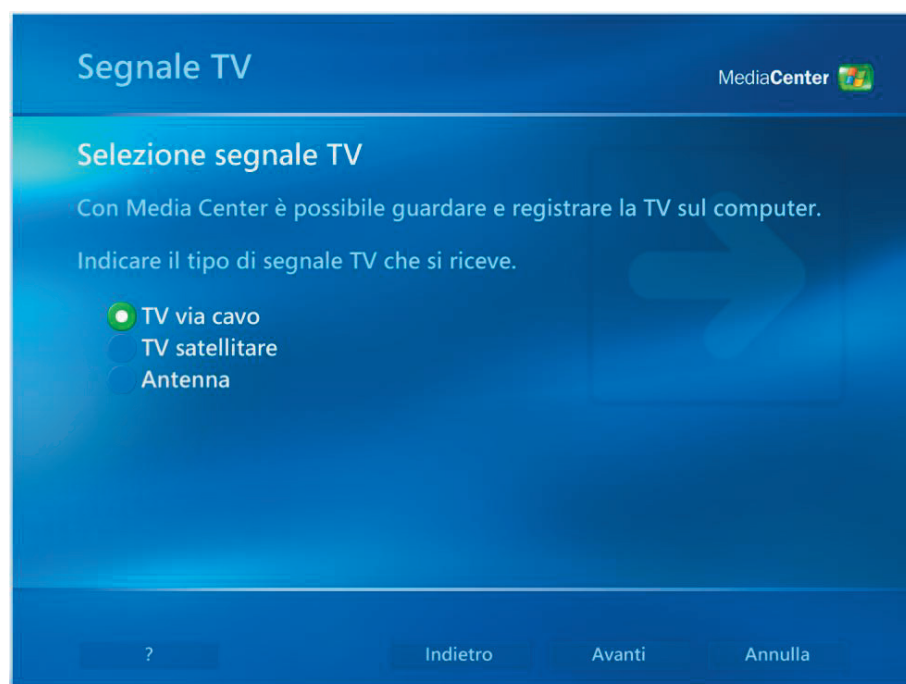 Segnale TV
MediaCenter
Selezione segnale TV
Con Media Center è possibile guardare e registrare la TV sul computer.
Indicare il tipo di segnale TV che si riceve.
TV via cavo
TV satellitare
Antenna
? Indietro Avanti Annulla